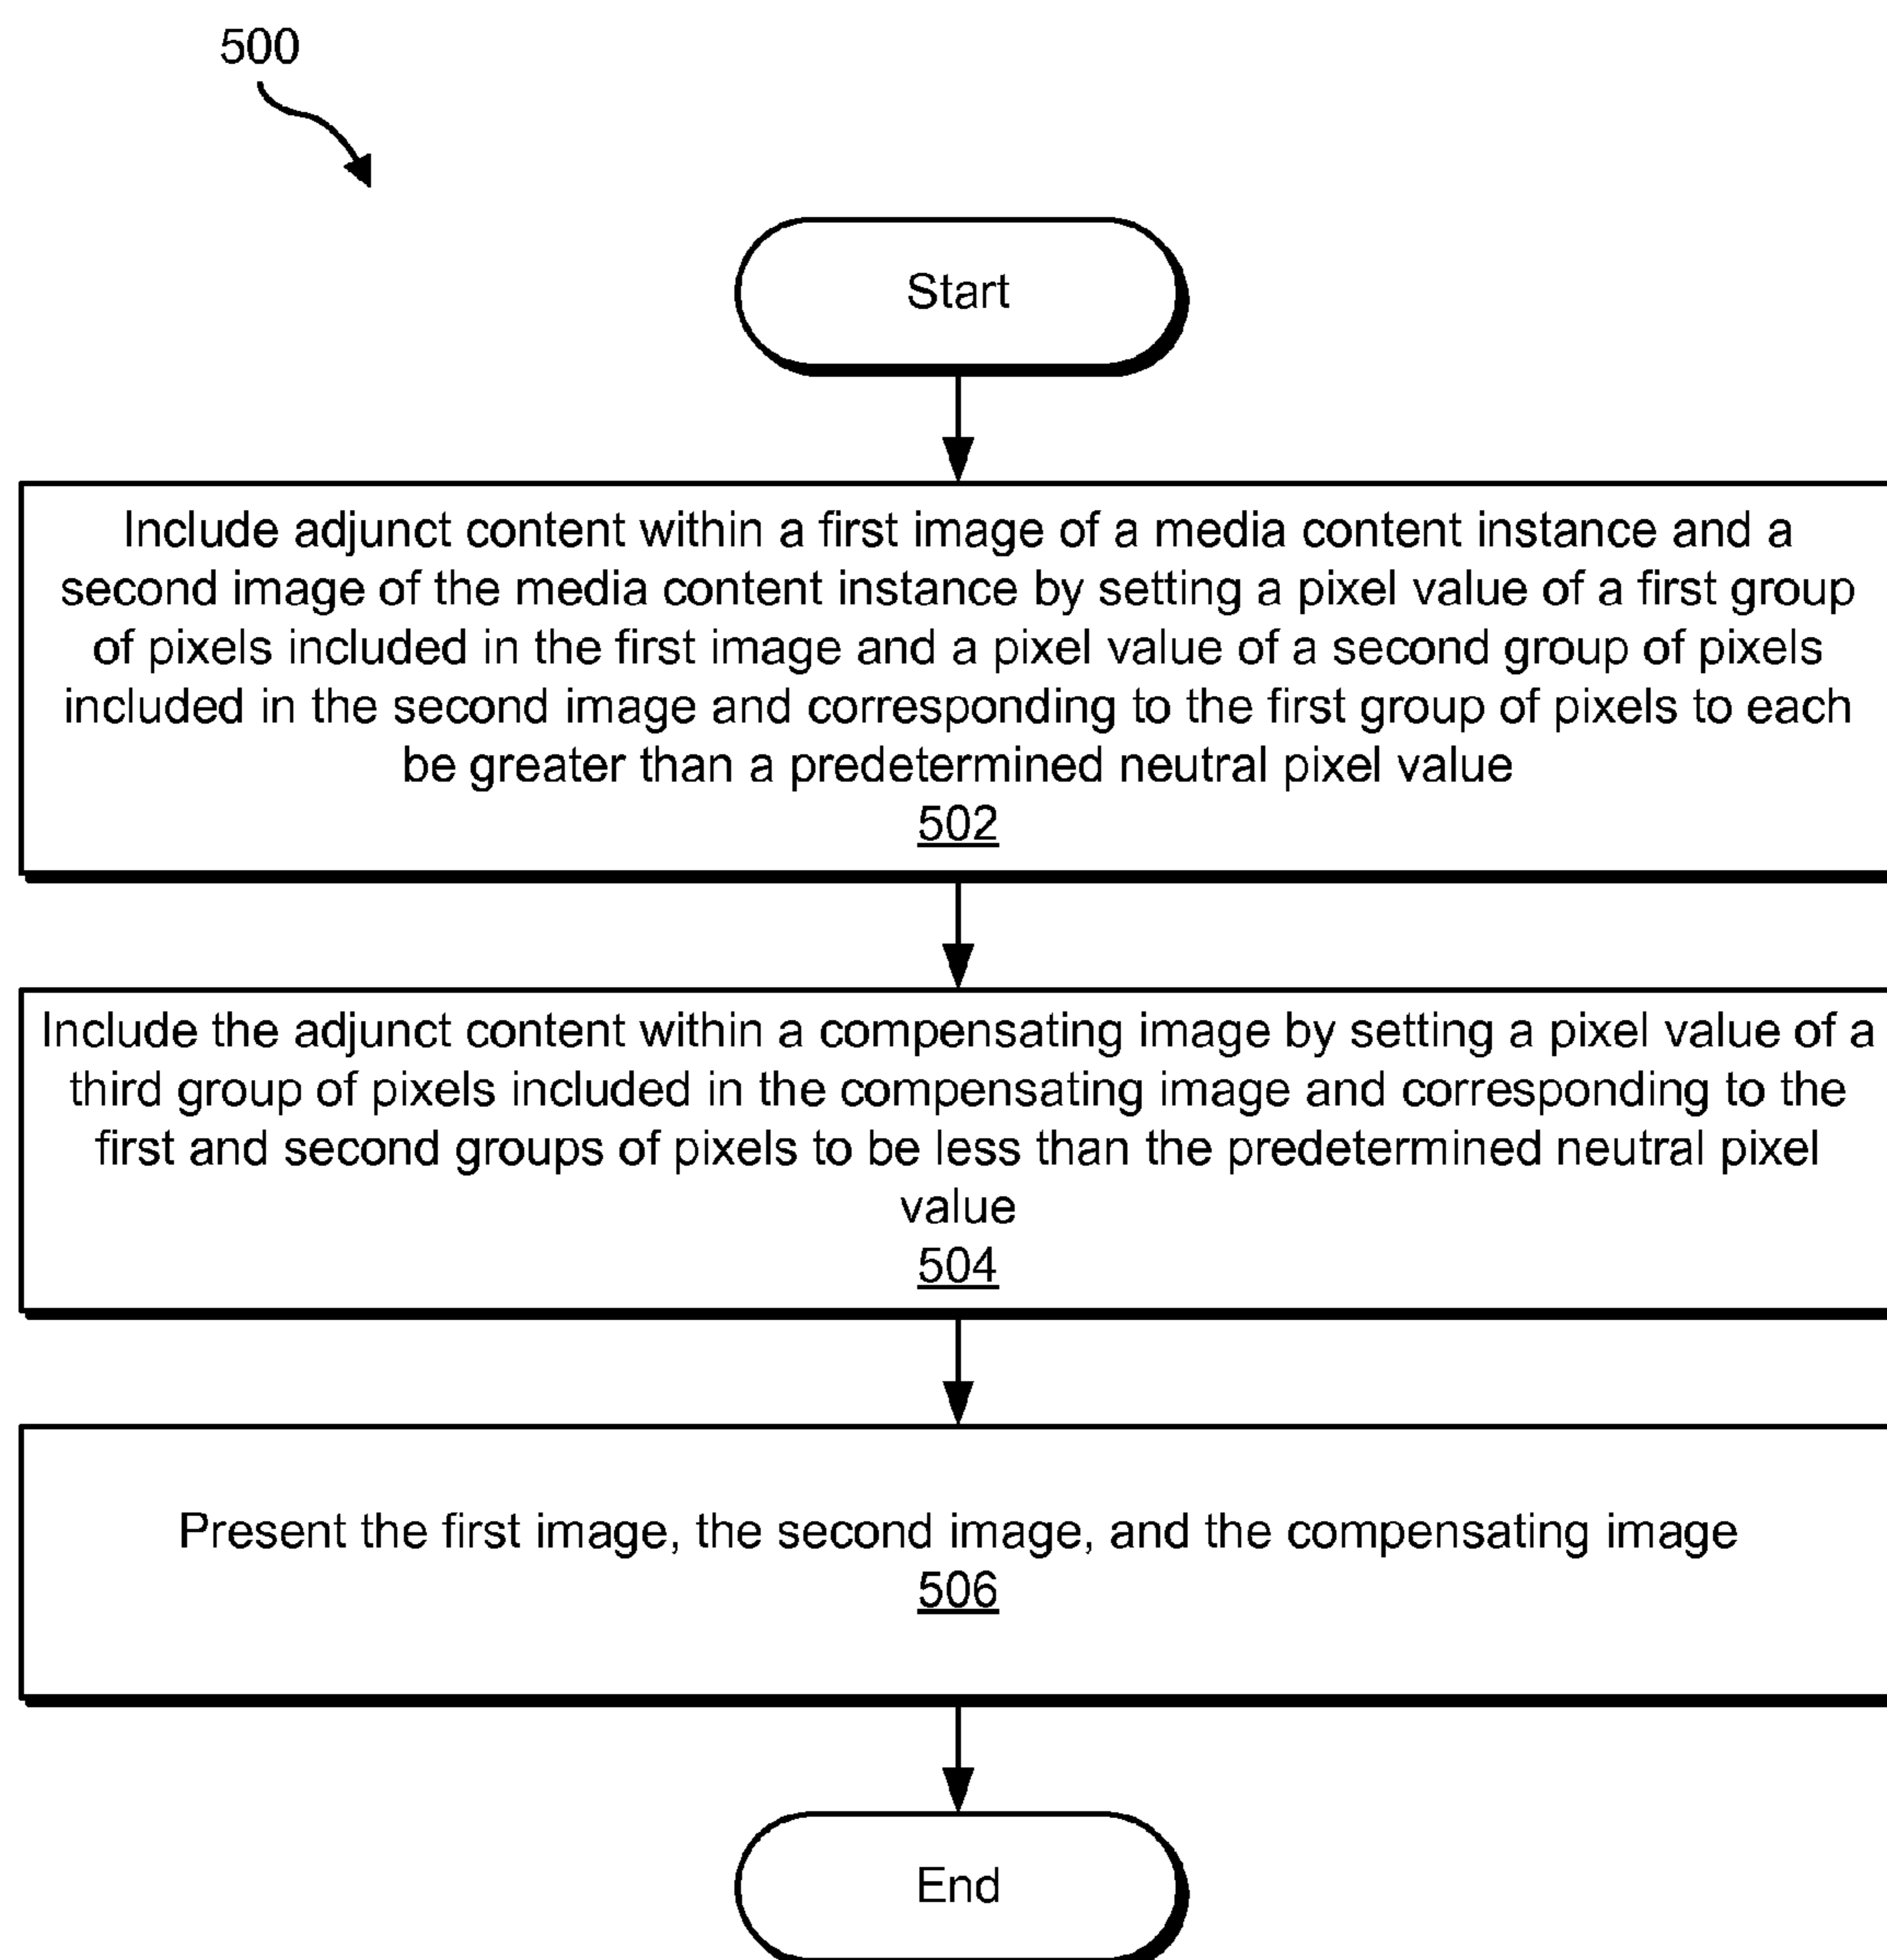 500
Start
Include adjunct content within a first image of a media content instance and a
second image of the media content instance by setting a pixel value of a first group
of pixels included in the first image and a pixel value of a second group of pixels
included in the second image and corresponding to the first group of pixels to each
be greater than a predetermined neutral pixel value
502
Include the adjunct content within a compensating image by setting a pixel value of a
third group of pixels included in the compensating image and corresponding to the
first and second groups of pixels to be less than the predetermined neutral pixel
value
504
Present the first image, the second image, and the compensating image
506
End